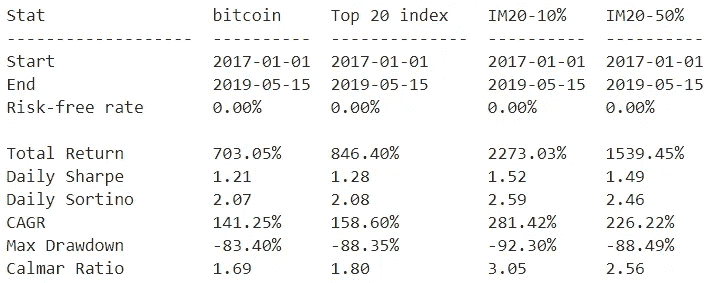 Stat                 bitcoin     Top 20 index    IM20-10%    IM20-50%
-------------------  ----------  --------------  ----------  ----------
Start                2017-01-01  2017-01-01      2017-01-01  2017-01-01
End                  2019-05-15  2019-05-15      2019-05-15  2019-05-15
Risk-free rate       0.00%       0.00%           0.00%       0.00%

Total Return         703.05%     846.40%         2273.03%    1539.45%
Daily Sharpe         1.21        1.28            1.52        1.49
Daily Sortino        2.07        2.08            2.59        2.46
CAGR                 141.25%     158.60%         281.42%     226.22%
Max Drawdown         -83.40%     -88.35%         -92.30%     -88.49%
Calmar Ratio         1.69        1.80            3.05        2.56